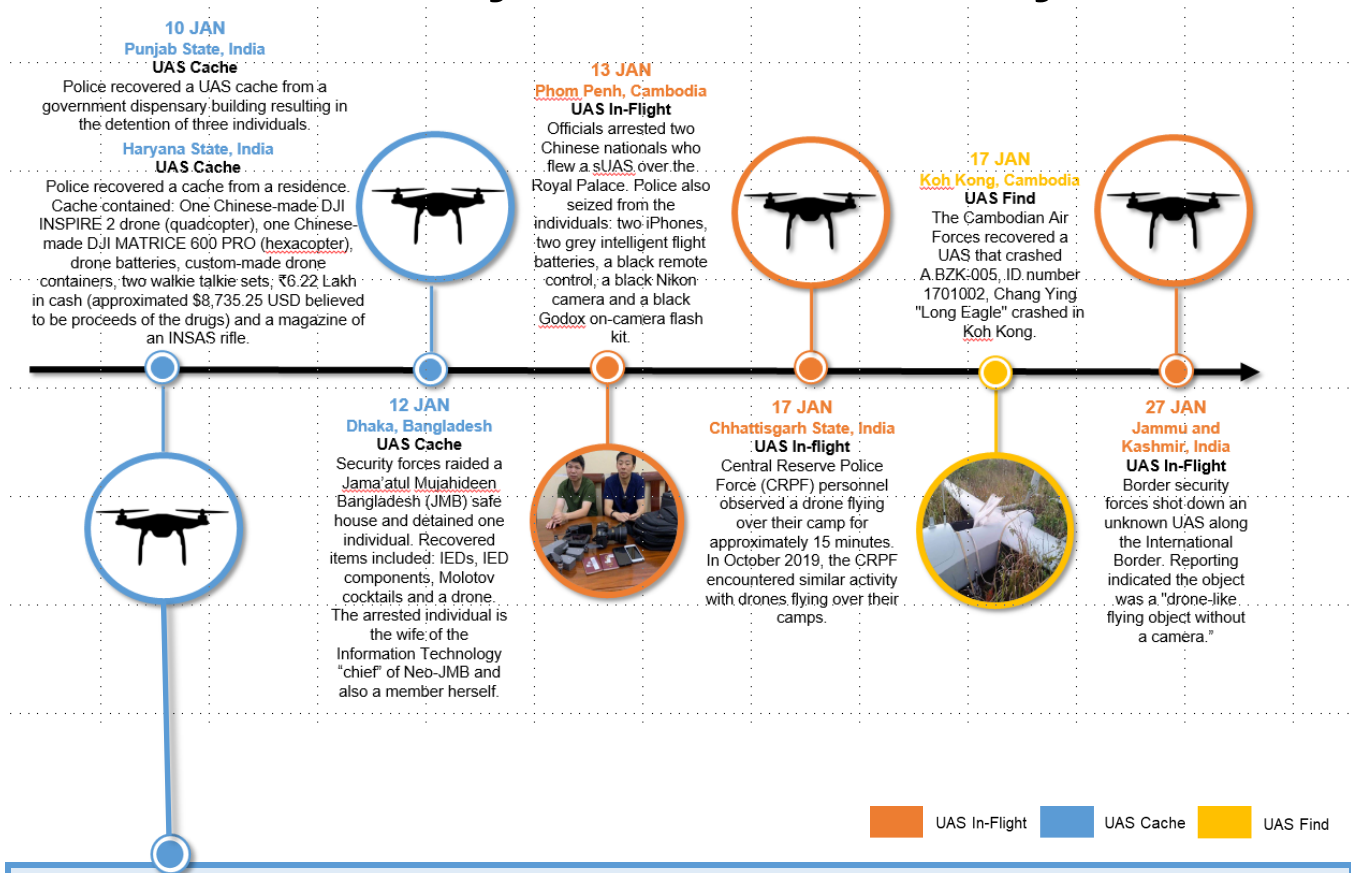 10 JAN
Punjab State, India
UAS Cache
Police recovered a UAS cache from a
government dispensary building resulting in
the detention of three individuals.
Haryana State, India
UAS Cache
Police recovered a cache from a residence.
Cache contained: One Chinese-made DJI
INSPIRE 2 drone (quadcopter), one Chinese-
made DJI MATRICE 600 PRO (hexacopter),
drone batteries, custom-made drone
containers, two walkie talkie sets, ₹6.22 Lakh
in cash (approximated $8,735.25 USD believed
to be proceeds of the drugs) and a magazine of
an INSAS rifle.
12 JAN
Dhaka, Bangladesh
UAS Cache
Security forces raided a
Jama’atul Mujahideen
Bangladesh (JMB) safe
house and detained one
individual. Recovered
items included: IEDs, IED
components, Molotov
cocktails and a drone.
The arrested individual is
the wife of the
Information Technology
“chief” of Neo-JMB and
also a member herself.
13 JAN
Phom Penh, Cambodia
UAS In-Flight
Officials arrested two
Chinese nationals who
flew a sUAS over the
Royal Palace. Police also
seized from the
individuals: two iPhones,
two grey intelligent flight
batteries, a black remote
control, a black Nikon
camera and a black
Godox on-camera flash
kit.
17 JAN
Chhattisgarh State, India
UAS In-flight
Central Reserve Police
Force (CRPF) personnel
observed a drone flying
over their camp for
approximately 15 minutes.
In October 2019, the CRPF
encountered similar activity
with drones flying over their
camps.
17 JAN
Koh Kong, Cambodia
UAS Find
The Cambodian Air
Forces recovered a
UAS that crashed
A BZK-005, ID number
1701002, Chang Ying
"Long Eagle" crashed in
Koh Kong.
27 JAN
Jammu and
Kashmir, India
UAS In-Flight
Border security
forces shot down an
unknown UAS along
the International
Border. Reporting
indicated the object
was a "drone-like
flying object without
a camera.”
UAS In-Flight
UAS Cache
UAS Find